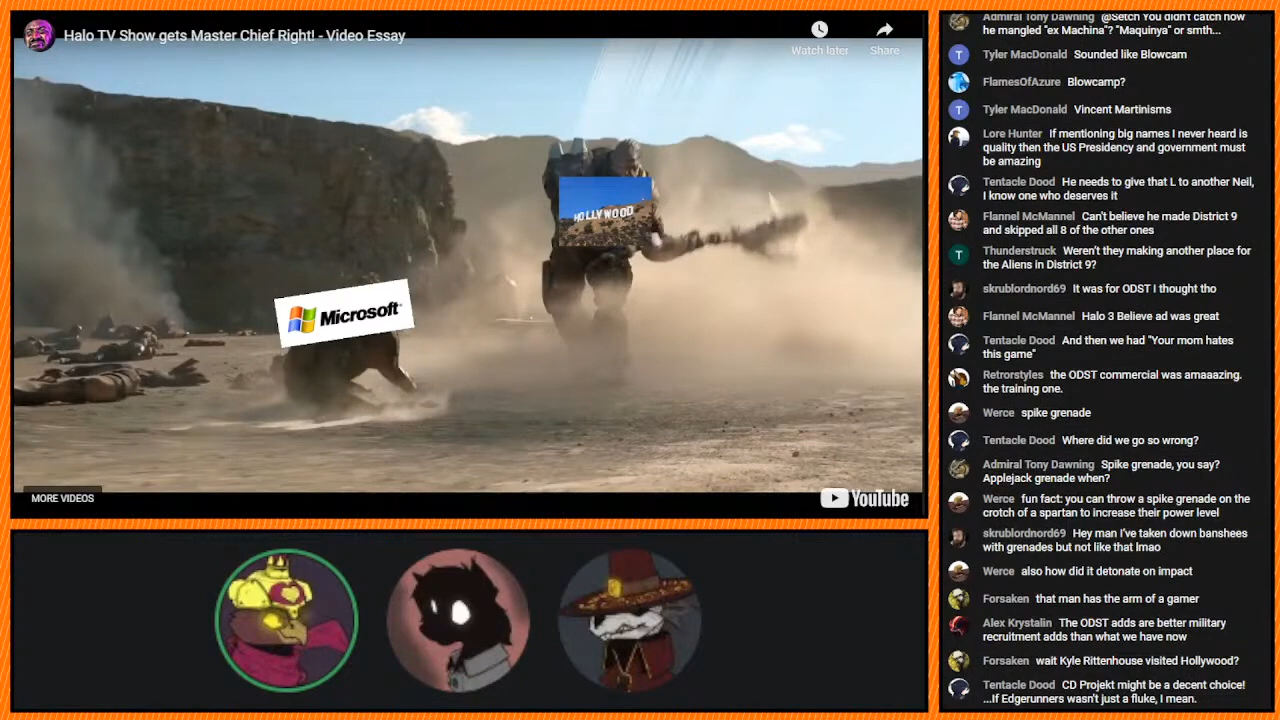 Halo TV Show gets Master Chief Right! - Video Essay
Watch later
Share
HOLLYWOOD
Microsoft
MORE VIDEOS
YouTube
Admiral Tony Dawning @Setch You didn't catch how
he mangled "ex Machina"? "Maquinya" or smth...
T Tyler MacDonald Sounded like Blowcam
FlamesOfAzure Blowcamp?
T Tyler MacDonald Vincent Martinisms
Lore Hunter If mentioning big names I never heard is
quality then the US Presidency and government must
be amazing
Tentacle Dood He needs to give that L to another Neil,
I know one who deserves it
Flannel McMannel Can't believe he made District 9
and skipped all 8 of the other ones
T Thunderstruck Weren't they making another place for
the Aliens in District 9?
skrublordnord69 It was for ODST I thought tho
Flannel McMannel Halo 3 Believe ad was great
Tentacle Dood And then we had "Your mom hates
this game"
Retrorstyles the ODST commercial was amaaazing.
the training one.
Werce spike grenade
Tentacle Dood Where did we go so wrong?
Admiral Tony Dawning Spike grenade, you say?
Applejack grenade when?
Werce fun fact: you can throw a spike grenade on the
crotch of a spartan to increase their power level
skrublordnord69 Hey man I've taken down banshees
with grenades but not like that lmao
Werce also how did it detonate on impact
Forsaken that man has the arm of a gamer
Alex Krystalin The ODST adds are better military
recruitment adds than what we have now
Forsaken wait Kyle Rittenhouse visited Hollywood?
Tentacle Dood CD Projekt might be a decent choice!
...If Edgerunners wasn't just a fluke, I mean.